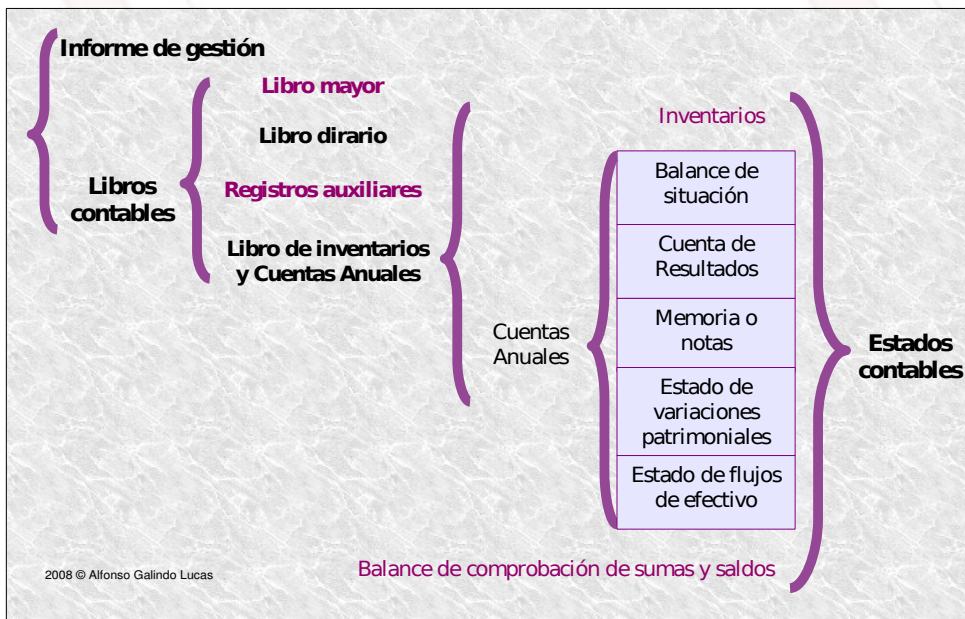 Informe de gestión
Libro mayor
Libro dirario
Registros auxiliares
Libros
contables
Libro de inventarios
y Cuentas Anuales
Inventarios
Cuentas
Anuales
Balance de
situación
Cuenta de
Resultados
Memoria o
notas
Estado de
variaciones
patrimoniales
Estado de flujos
de efectivo
Estados
contables
Balance de comprobación de sumas y saldos
2008 © Alfonso Galindo Lucas